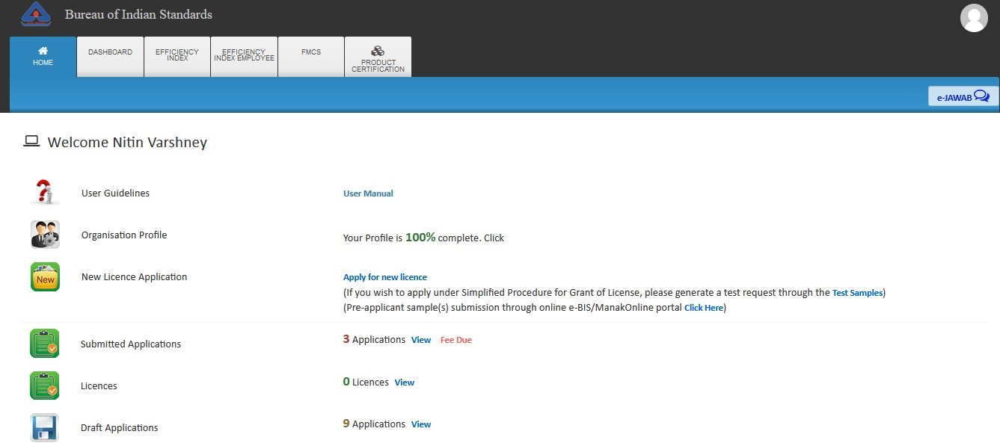 Bureau of Indian Standards
HOME
DASHBOARD
EFFICIENCY
INDEX
EFFICIENCY
INDEX EMPLOYEE
FMCS
PRODUCT
CERTIFICATION
e-JAWAB
Welcome Nitin Varshney
User Guidelines
User Manual
Organisation Profile
Your Profile is 100% complete. Click
New
New Licence Application
Apply for new licence
(If you wish to apply under Simplified Procedure for Grant of License, please generate a test request through the Test Samples)
(Pre-applicant sample(s) submission through online e-BIS/ManakOnline portal Click Here)
Submitted Applications
3 Applications View Fee Due
Licences
0 Licences View
Draft Applications
9 Applications View